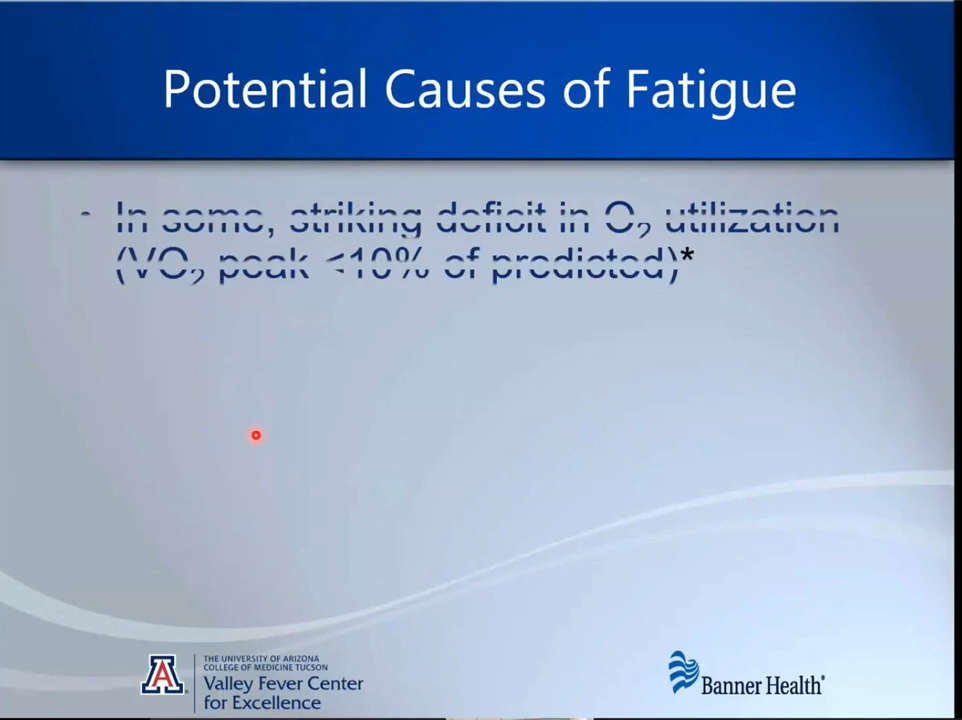 Potential Causes of Fatigue
• In some, striking deficit in O₂ utilization
(VO₂ peak <10% of predicted)*
THE UNIVERSITY OF ARIZONA
COLLEGE OF MEDICINE TUCSON
Valley Fever Center
for Excellence
A
Banner Health®